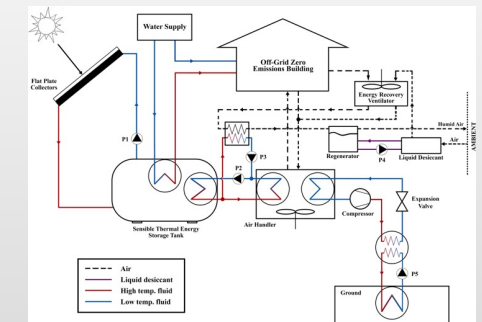 Water Supply
Off-Grid Zero
Emissions Building
Flat Plate
Collectors
Energy Recovery
Ventilator
Humid Air
Air
AMBIENT
P1
P3
Regenerator
P4
Liquid Desiccant
P2
Expansion
Valve
Compressor
Sensible Thermal Energy
Storage Tank
Air Handler
P5
Air
Liquid desiccant
High temp. fluid
Low temp. fluid
Ground